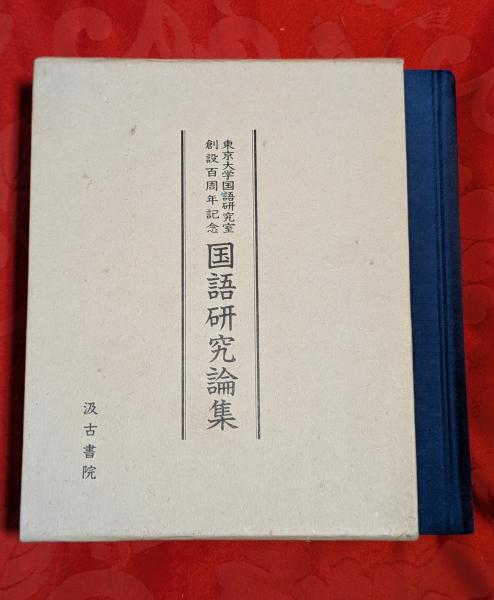 東京大学国語研究室
創設百周年記念
国語研究論集
汲古書院